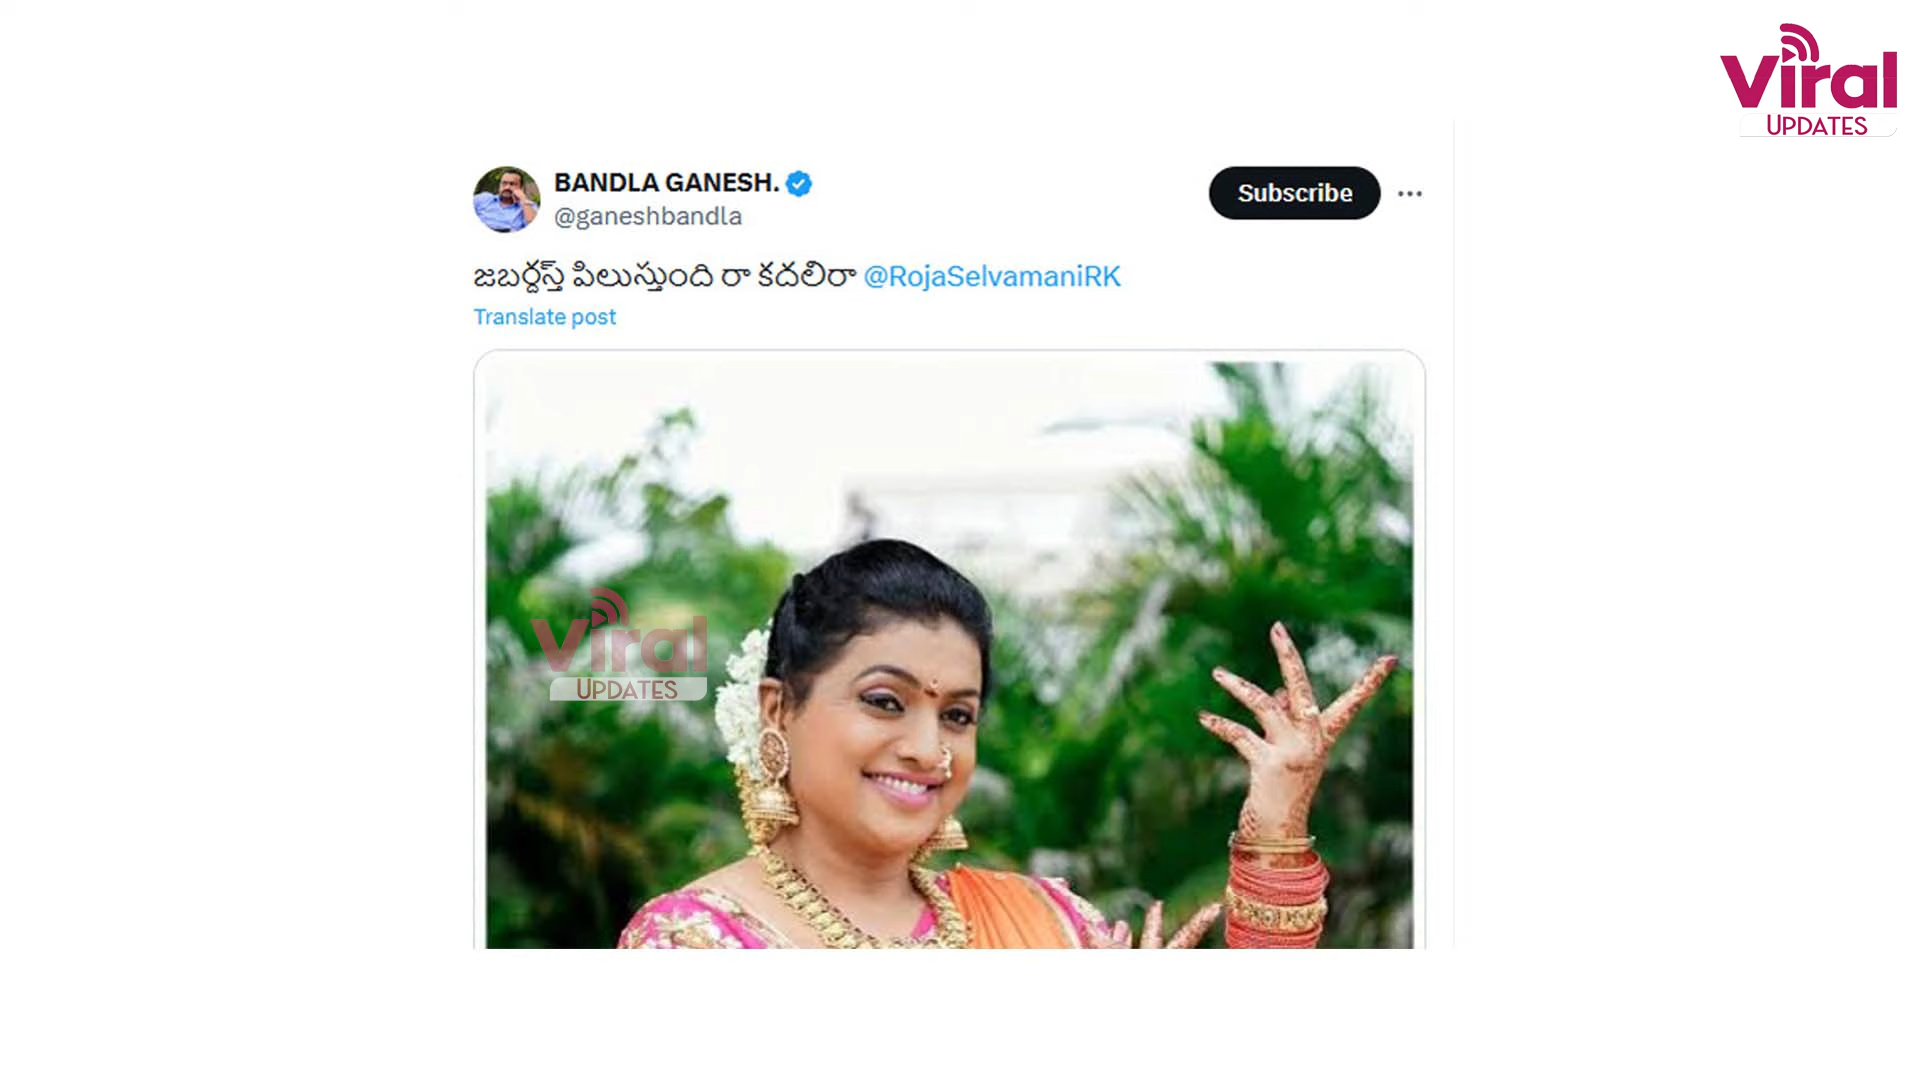 Viral
UPDATES
BANDLA GANESH.
@ganeshbandla
Subscribe
జబర్దస్త్ పిలుస్తుంది రా కదలిరా @RojaSelvamaniRK
Translate post
Viral
UPDATES